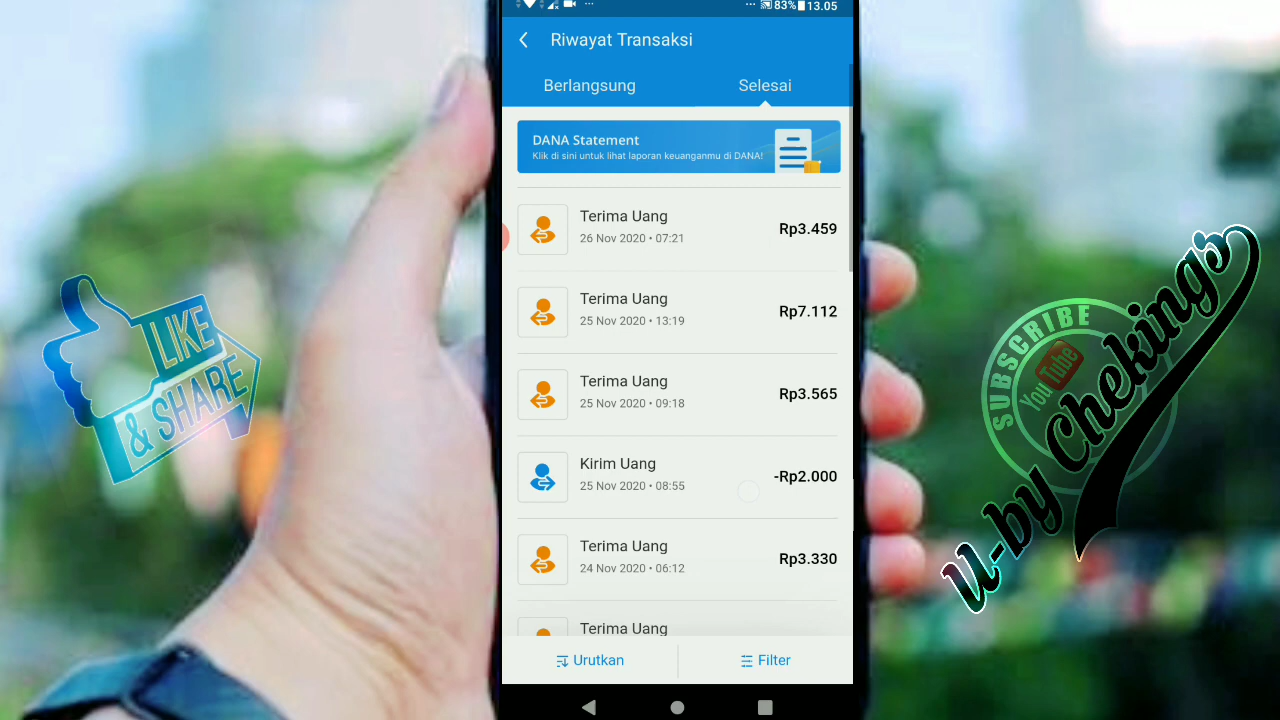 ... ... 83% 13.05
Riwayat Transaksi
Berlangsung Selesai
DANA Statement
Klik di sini untuk lihat laporan keuanganmu di DANA!
Terima Uang
26 Nov 2020 • 07:21
Rp3.459
Terima Uang
25 Nov 2020 • 13:19
Rp7.112
Terima Uang
25 Nov 2020 • 09:18
Rp3.565
Kirim Uang
25 Nov 2020 • 08:55
-Rp2.000
Terima Uang
24 Nov 2020 • 06:12
Rp3.330
Terima Uang
Urutkan Filter
LIKE
& SHARE
SUBSCRIBE
YouTube
U-by Chekings